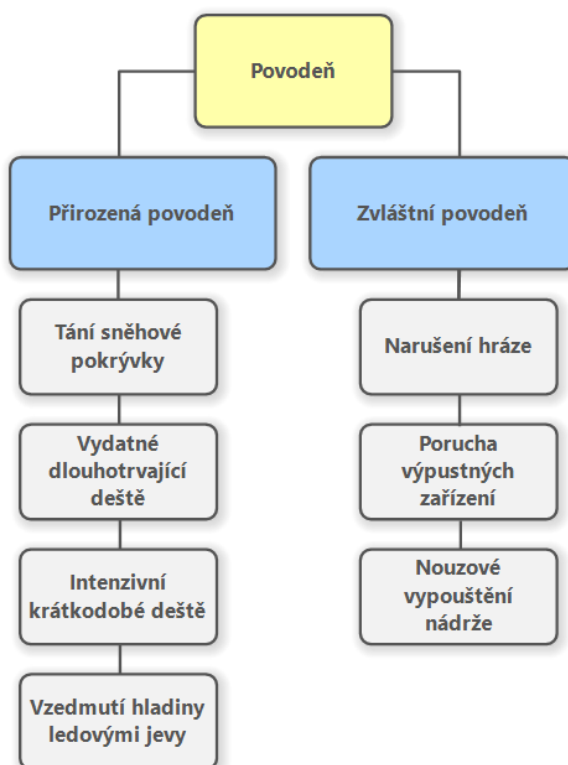 Povodeň
Přirozená povodeň
Zvláštní povodeň
Tání sněhové
pokrývky
Vydatné
dlouhotrvající
deště
Intenzivní
krátkodobé deště
Vzedmutí hladiny
ledovými jevy
Narušení hráze
Porucha
výpustných
zařízení
Nouzové
vypouštění
nádrže